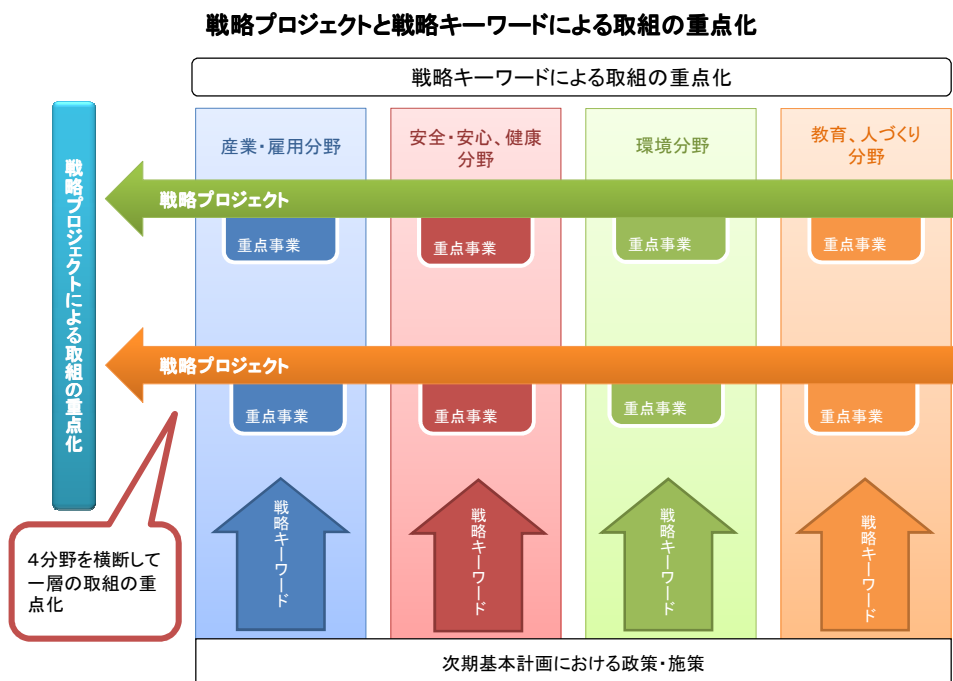 戦略プロジェクトと戦略キーワードによる取組の重点化
戦略キーワードによる取組の重点化
戦略プロジェクトによる取組の重点化
産業・雇用分野
安全・安心、健康
分野
環境分野
教育、人づくり
分野
戦略プロジェクト
重点事業
重点事業
重点事業
重点事業
戦略プロジェクト
重点事業
重点事業
重点事業
重点事業
戦略キーワード
戦略キーワード
戦略キーワード
戦略キーワード
4分野を横断して
一層の取組の重
点化
次期基本計画における政策・施策